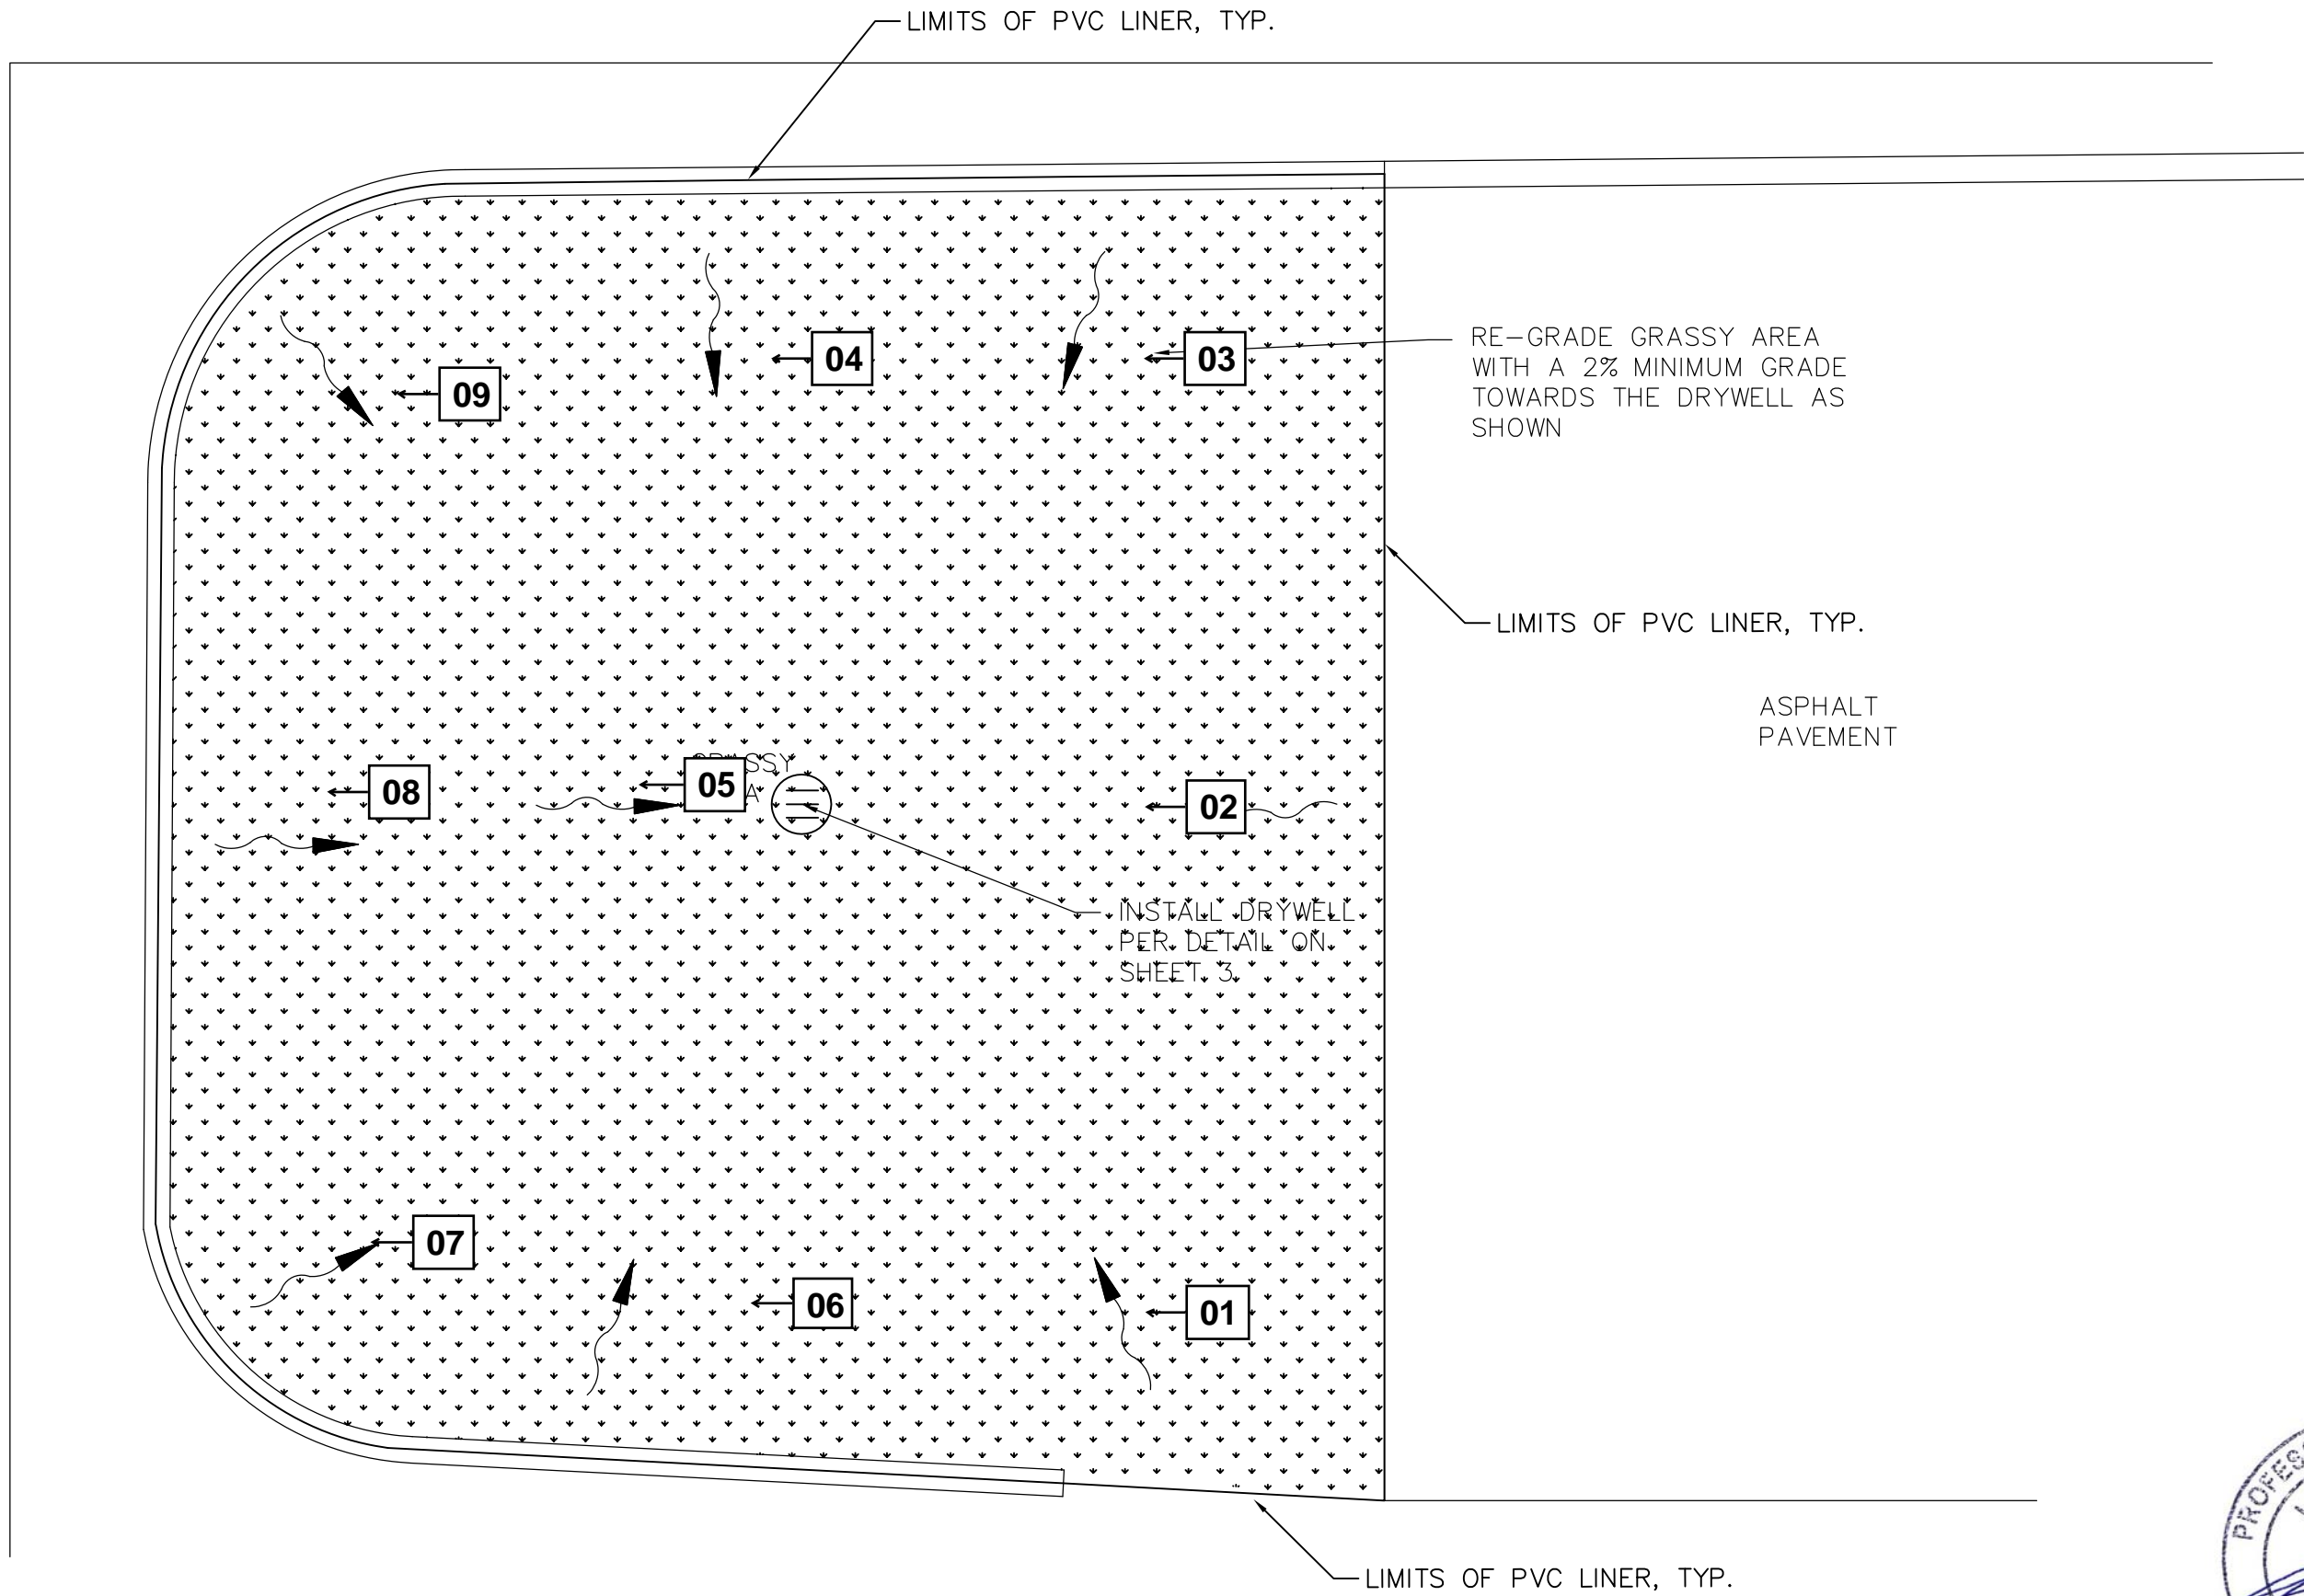 LIMITS OF PVC LINER, TYP.
04
03
09
RE-GRADE GRASSY AREA
WITH A 2% MINIMUM GRADE
TOWARDS THE DRYWELL AS
SHOWN
LIMITS OF PVC LINER, TYP.
ASPHALT
PAVEMENT
08
05
02
INSTALL DRYWELL
PER DETAIL ON
SHEET 3
07
06
01
LIMITS OF PVC LINER, TYP.